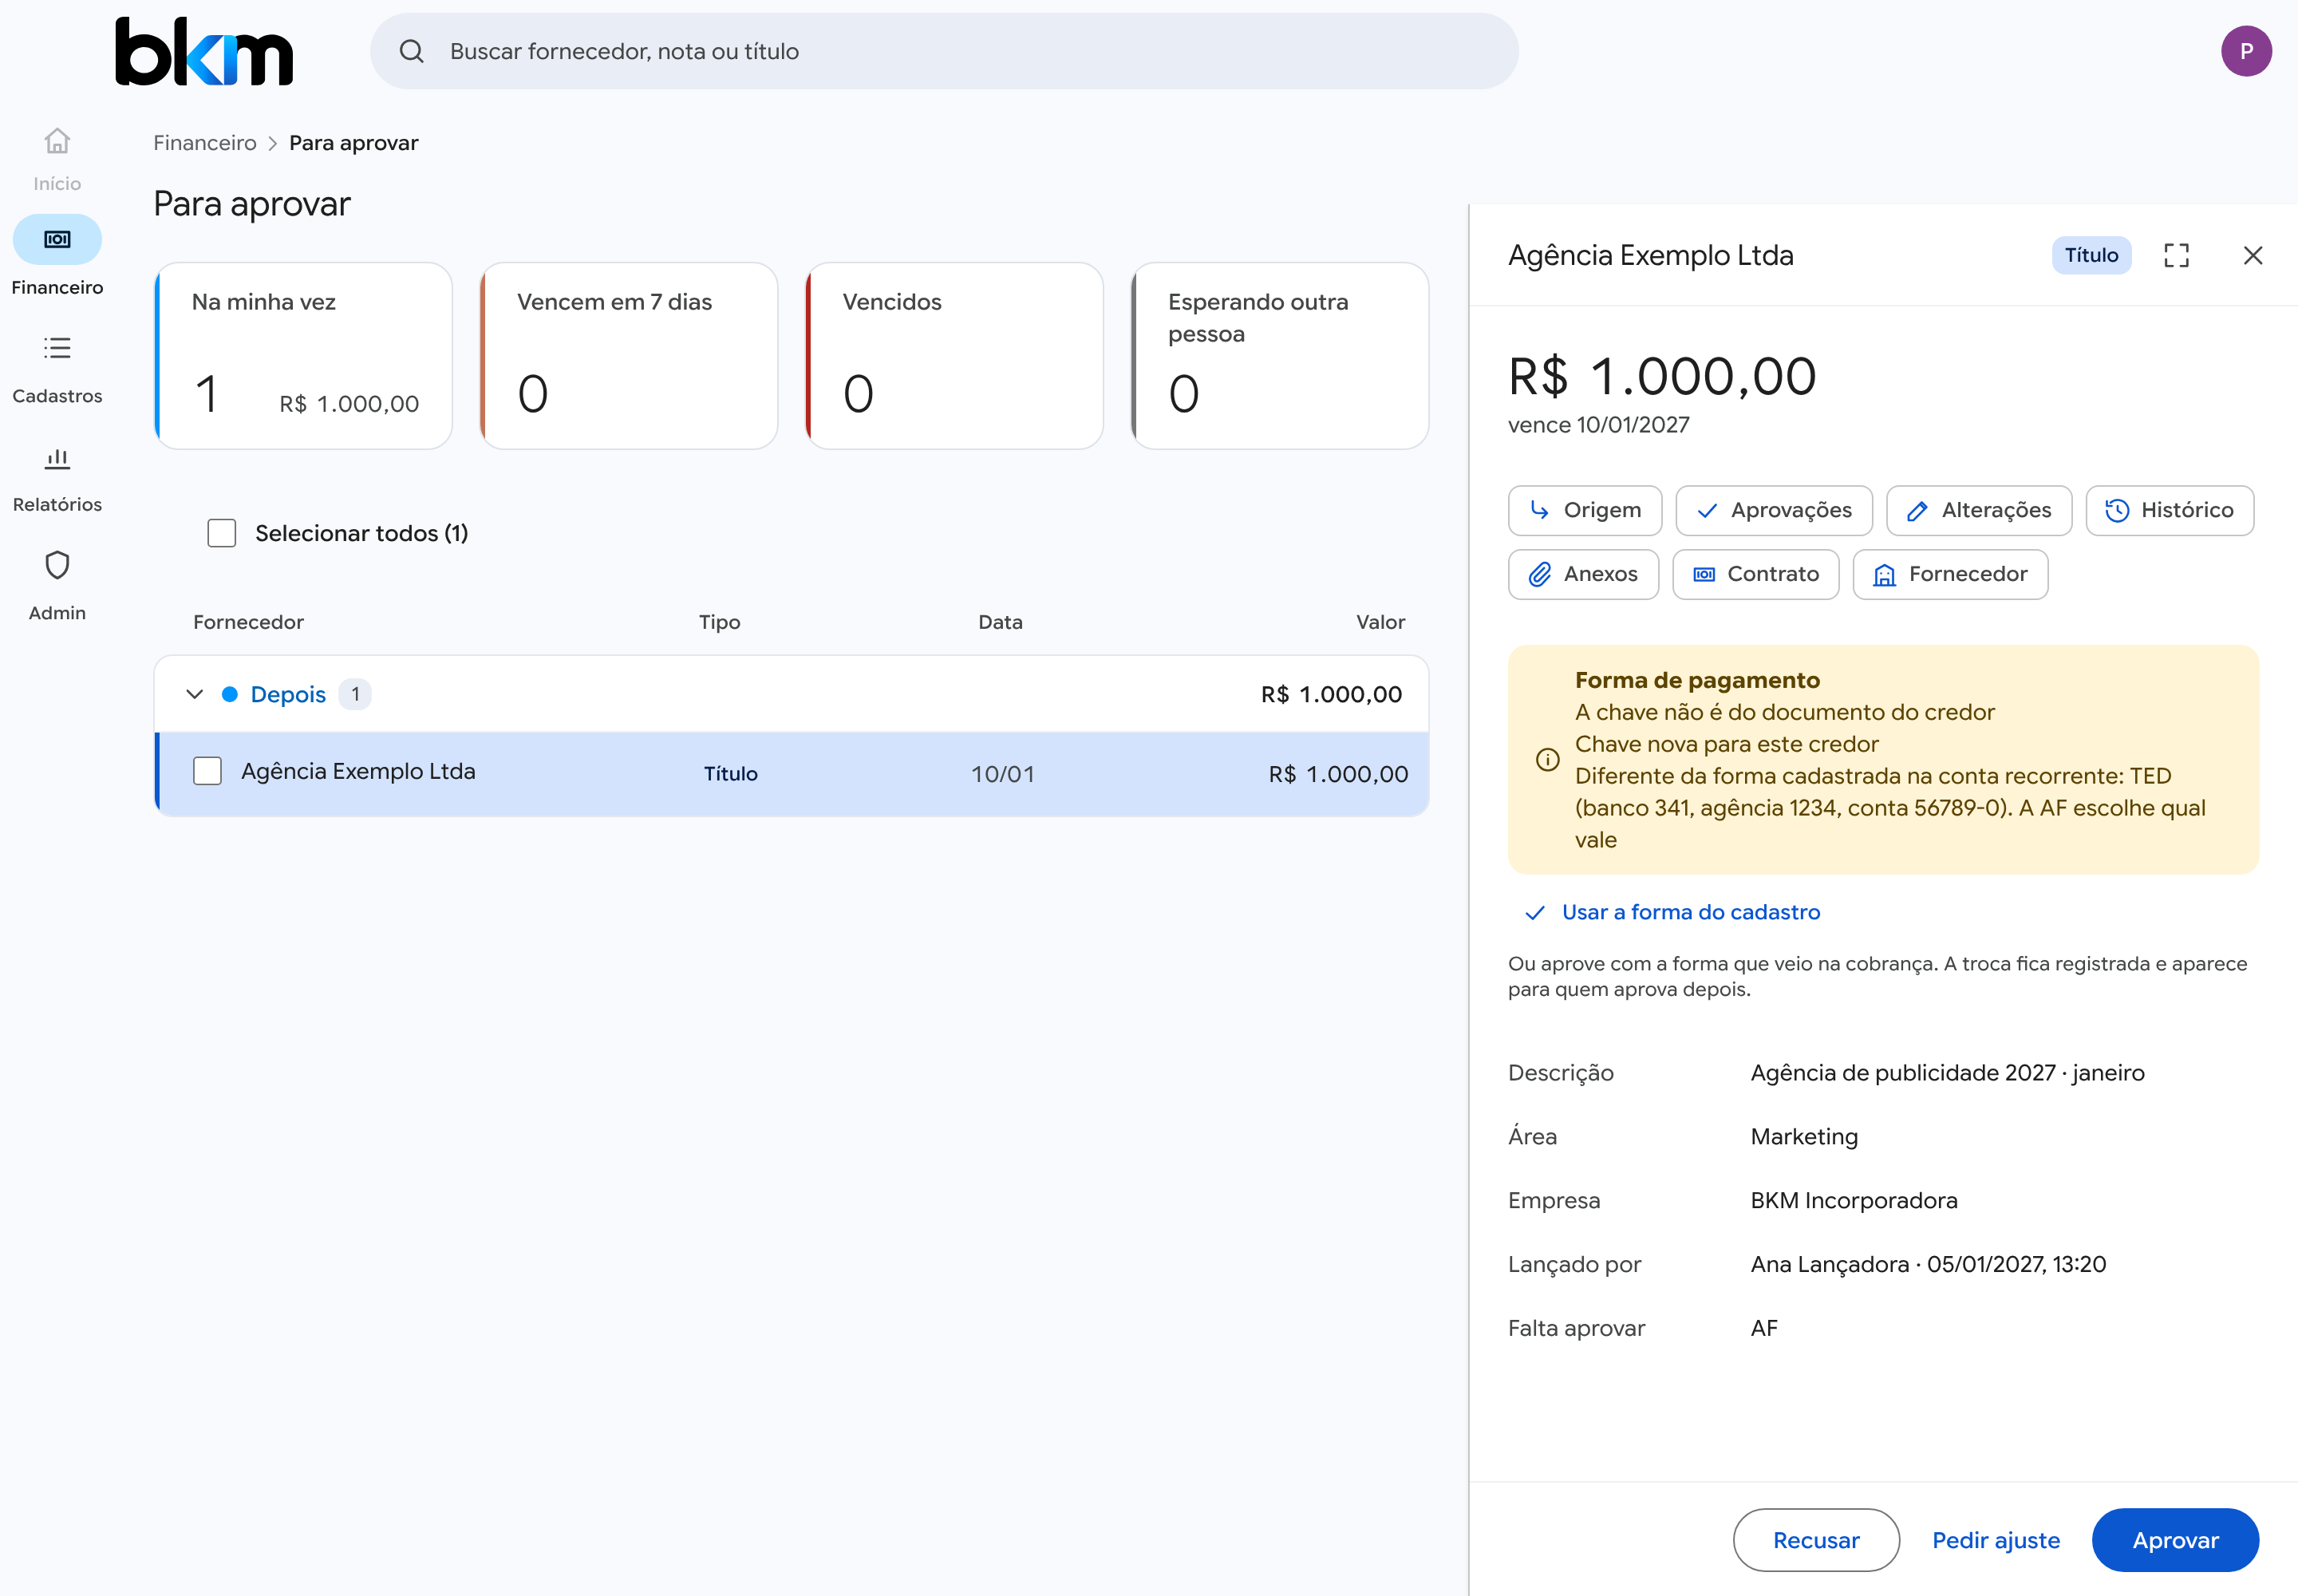 bkm
Buscar fornecedor, nota ou título
P
Início
Financeiro
Cadastros
Relatórios
Admin
Financeiro > Para aprovar
Para aprovar
Na minha vez
1 R$ 1.000,00
Vencem em 7 dias
0
Vencidos
0
Esperando outra
pessoa
0
Selecionar todos (1)
Fornecedor Tipo Data Valor
Depois 1 R$ 1.000,00
Agência Exemplo Ltda Título 10/01 R$ 1.000,00
Agência Exemplo Ltda Título
R$ 1.000,00
vence 10/01/2027
Origem Aprovações Alterações Histórico
Anexos Contrato Fornecedor
Forma de pagamento
A chave não é do documento do credor
Chave nova para este credor
Diferente da forma cadastrada na conta recorrente: TED
(banco 341, agência 1234, conta 56789-0). A AF escolhe qual
vale
Usar a forma do cadastro
Ou aprove com a forma que veio na cobrança. A troca fica registrada e aparece
para quem aprova depois.
Descrição Agência de publicidade 2027 · janeiro
Área Marketing
Empresa BKM Incorporadora
Lançado por Ana Lançadora · 05/01/2027, 13:20
Falta aprovar AF
Recusar Pedir ajuste Aprovar